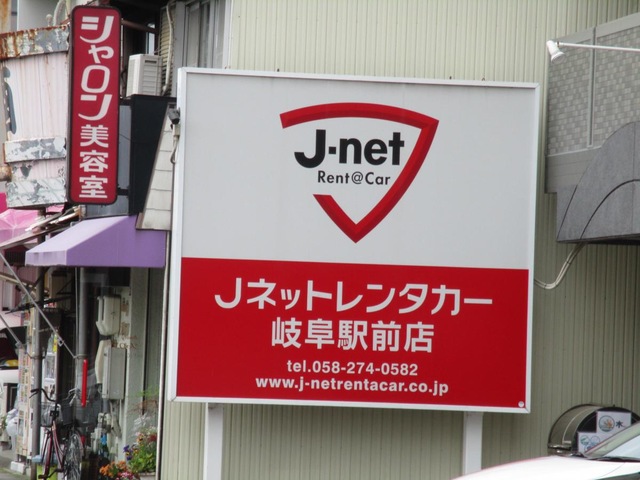 シャロン美容室
J-net
Rent@Car
Jネットレンタカー
岐阜駅前店
tel.058-274-0582
www.j-netrentacar.co.jp